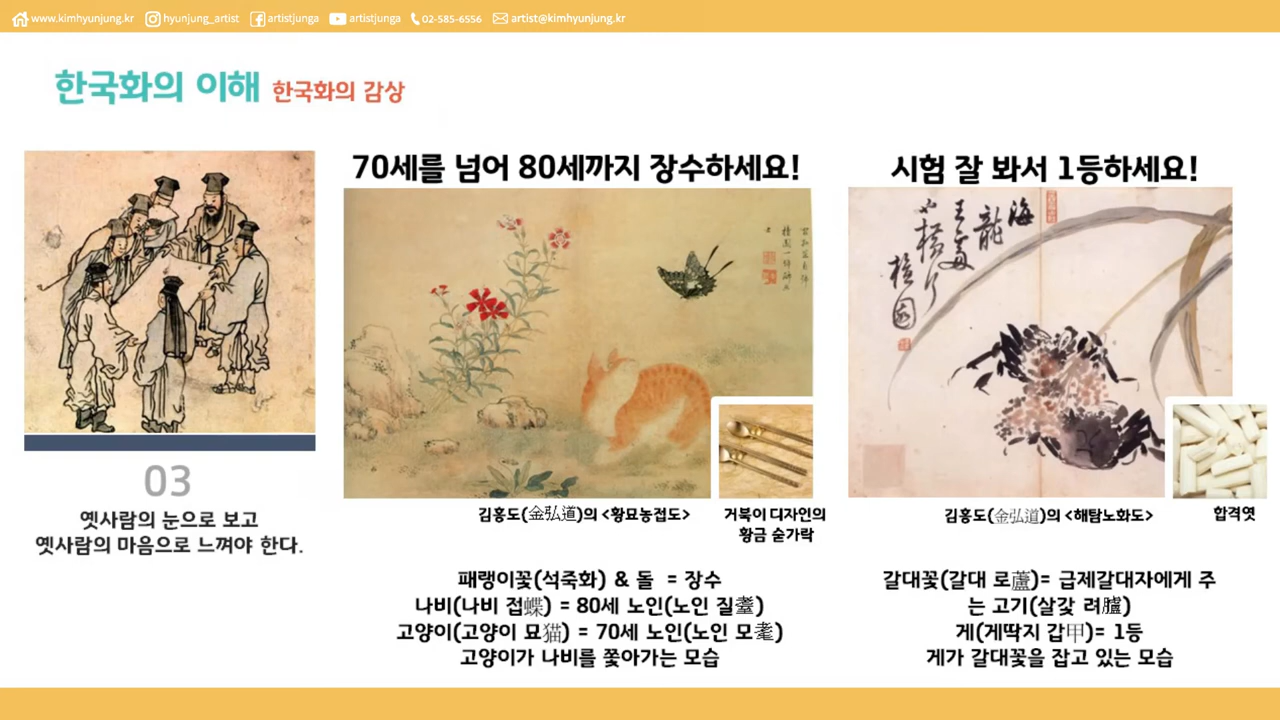 www.kimhyunjung.kr hyunjung_artist artistjunga artistjunga 02-585-6556 artist@kimhyunjung.kr
한국화의 이해 한국화의 감상
03
옛사람의 눈으로 보고
옛사람의 마음으로 느껴야 한다.
70세를 넘어 80세까지 장수하세요!
김홍도(金弘道)의 <황묘농접도>
거북이 디자인의
황금 숟가락
패랭이꽃(석죽화) & 돌 = 장수
나비(나비 접蝶) = 80세 노인(노인 질耋)
고양이(고양이 묘猫) = 70세 노인(노인 모耄)
고양이가 나비를 쫓아가는 모습
시험 잘 봐서 1등하세요!
海
龍
王處
也橫行
檀園
김홍도(金弘道)의 <해탐노화도>
합격엿
갈대꽃(갈대 로蘆)= 급제갈대자에게 주
는 고기(살갗 려臚)
게(게딱지 갑甲)= 1등
게가 갈대꽃을 잡고 있는 모습